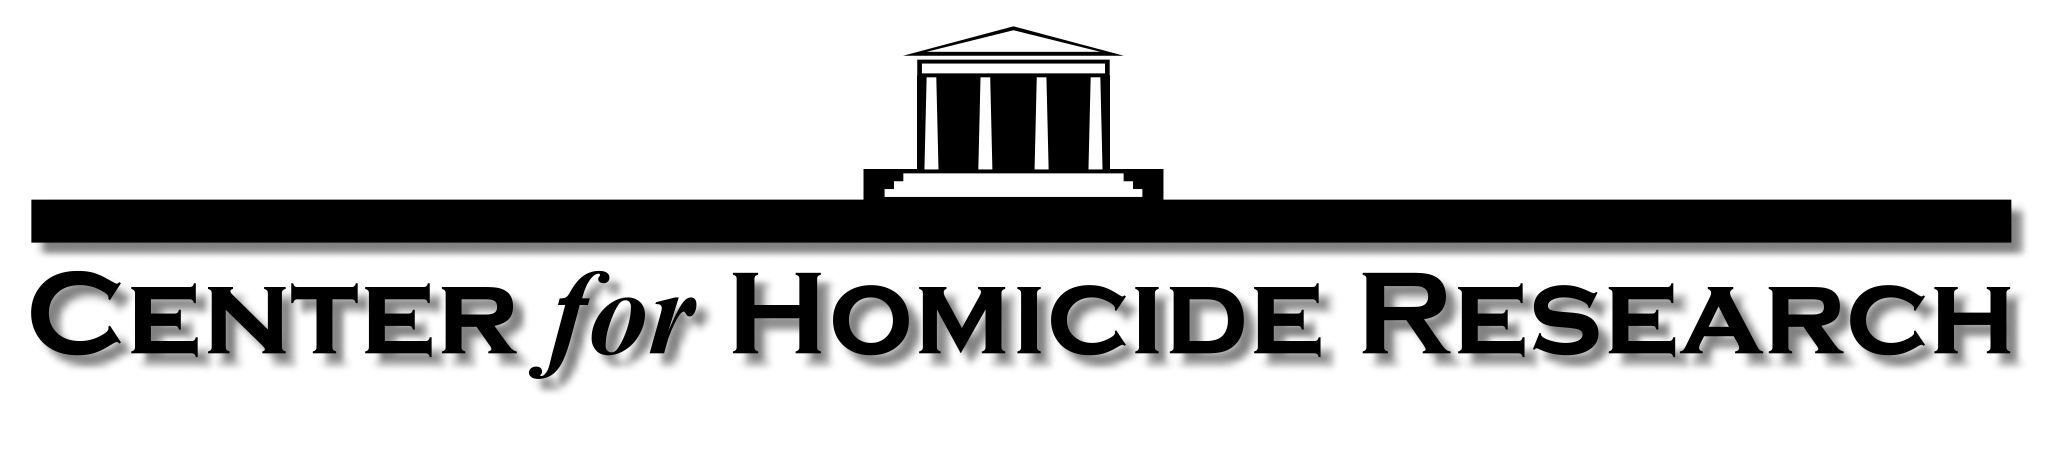 CENTER for HOMICIDE RESEARCH